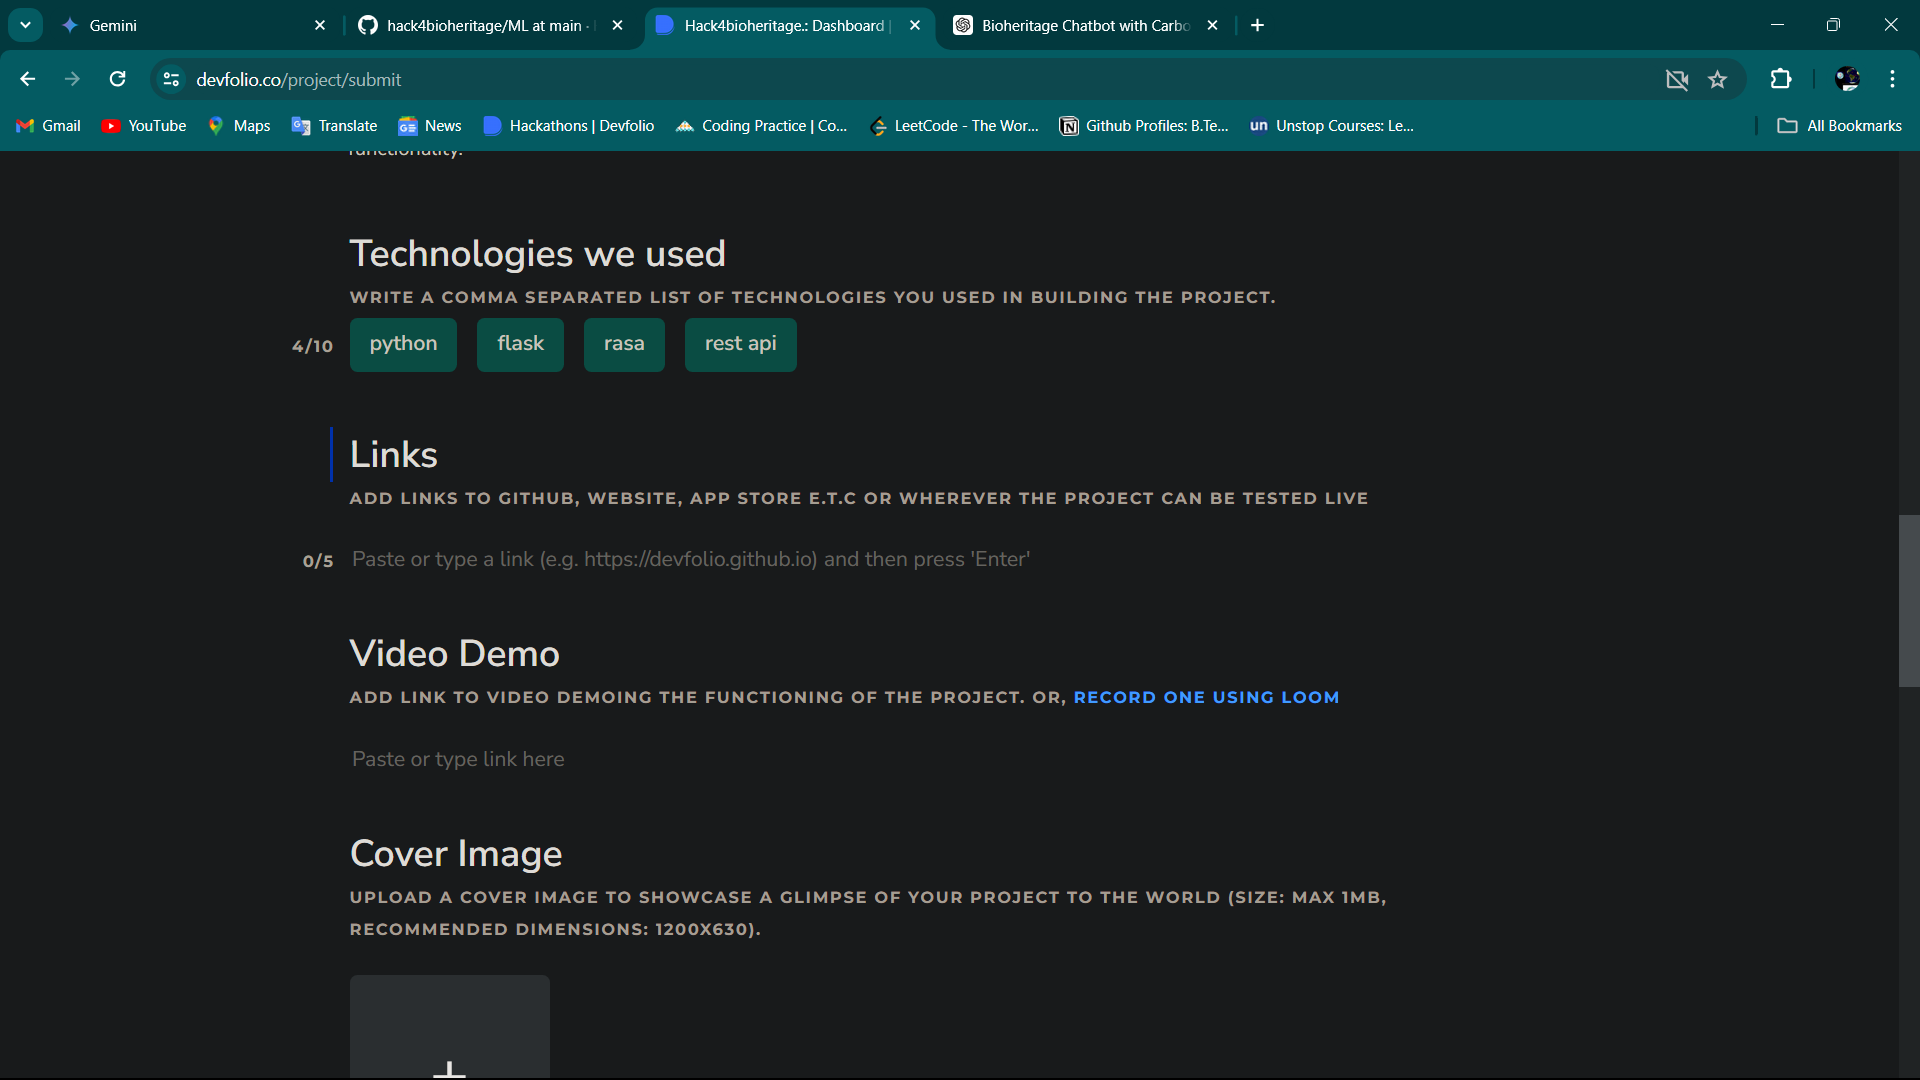 Gemini
hack4bioheritage/ML at main ·
Hack4bioheritage.: Dashboard |
Bioheritage Chatbot with Carbo
devfolio.co/project/submit
Gmail
YouTube
Maps
Translate
News
Hackathons | Devfolio
Coding Practice | Co...
LeetCode - The Wor...
Github Profiles: B.Te...
un Unstop Courses: Le...
All Bookmarks
functionality.
Technologies we used
WRITE A COMMA SEPARATED LIST OF TECHNOLOGIES YOU USED IN BUILDING THE PROJECT.
4/10
python
flask
rasa
rest api
Links
ADD LINKS TO GITHUB, WEBSITE, APP STORE E.T.C OR WHEREVER THE PROJECT CAN BE TESTED LIVE
0/5
Paste or type a link (e.g. https://devfolio.github.io) and then press 'Enter'
Video Demo
ADD LINK TO VIDEO DEMOING THE FUNCTIONING OF THE PROJECT. OR, RECORD ONE USING LOOM
Paste or type link here
Cover Image
UPLOAD A COVER IMAGE TO SHOWCASE A GLIMPSE OF YOUR PROJECT TO THE WORLD (SIZE: MAX 1MB,
RECOMMENDED DIMENSIONS: 1200X630).